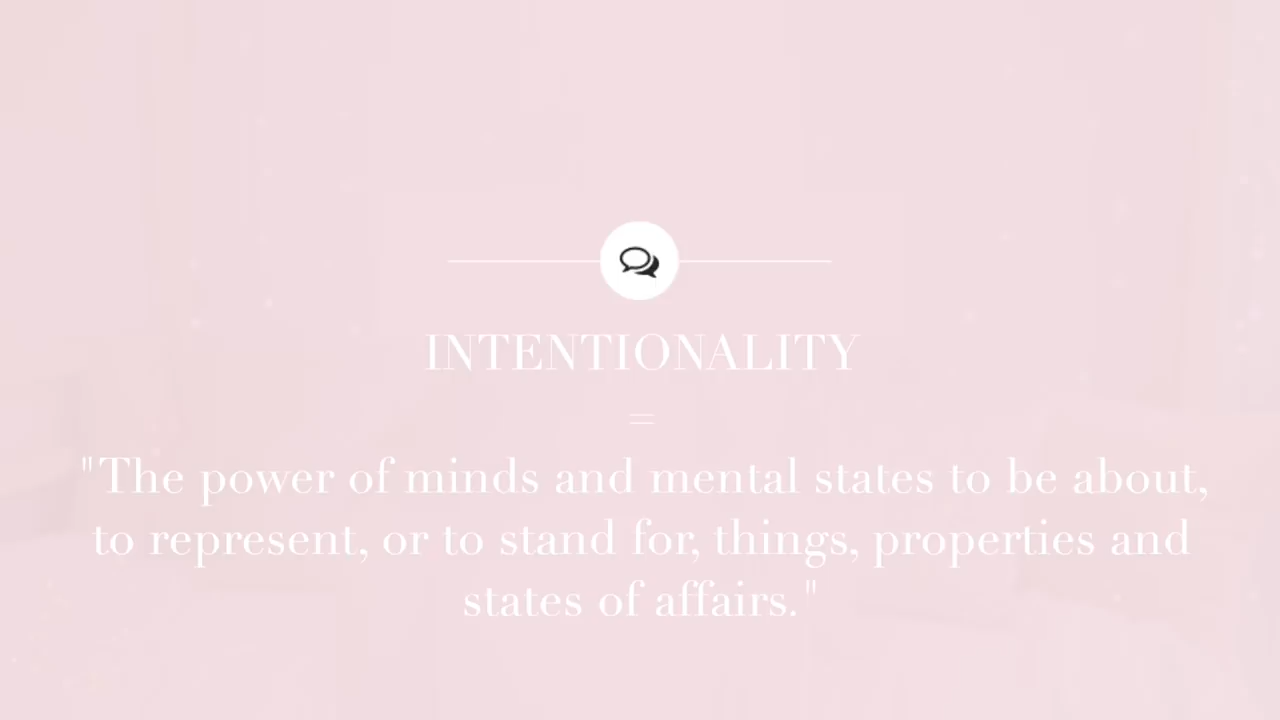 INTENTIONALITY
=
"The power of minds and mental states to be about,
to represent, or to stand for, things, properties and
states of affairs."